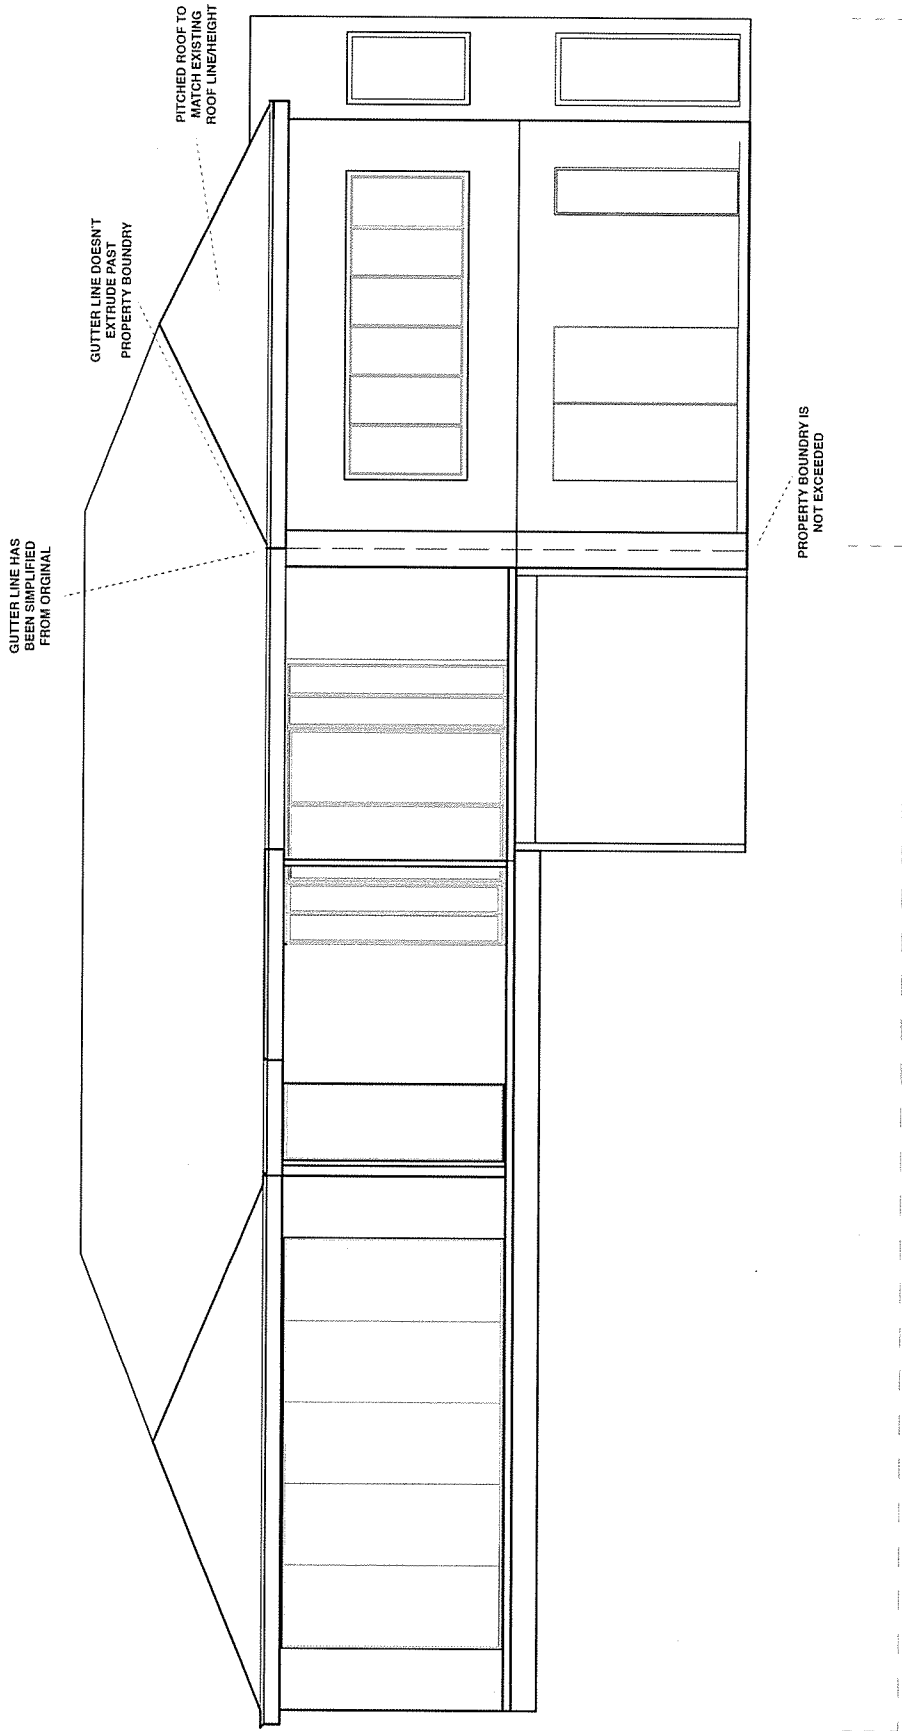 GUTTER LINE HAS
BEEN SIMPLIFIED
FROM ORGINAL
GUTTER LINE DOESN'T
EXTRUDE PAST
PROPERTY BOUNDRY
PITCHED ROOF TO
MATCH EXISTING
ROOF LINE/HEIGHT
PROPERTY BOUNDRY IS
NOT EXCEEDED